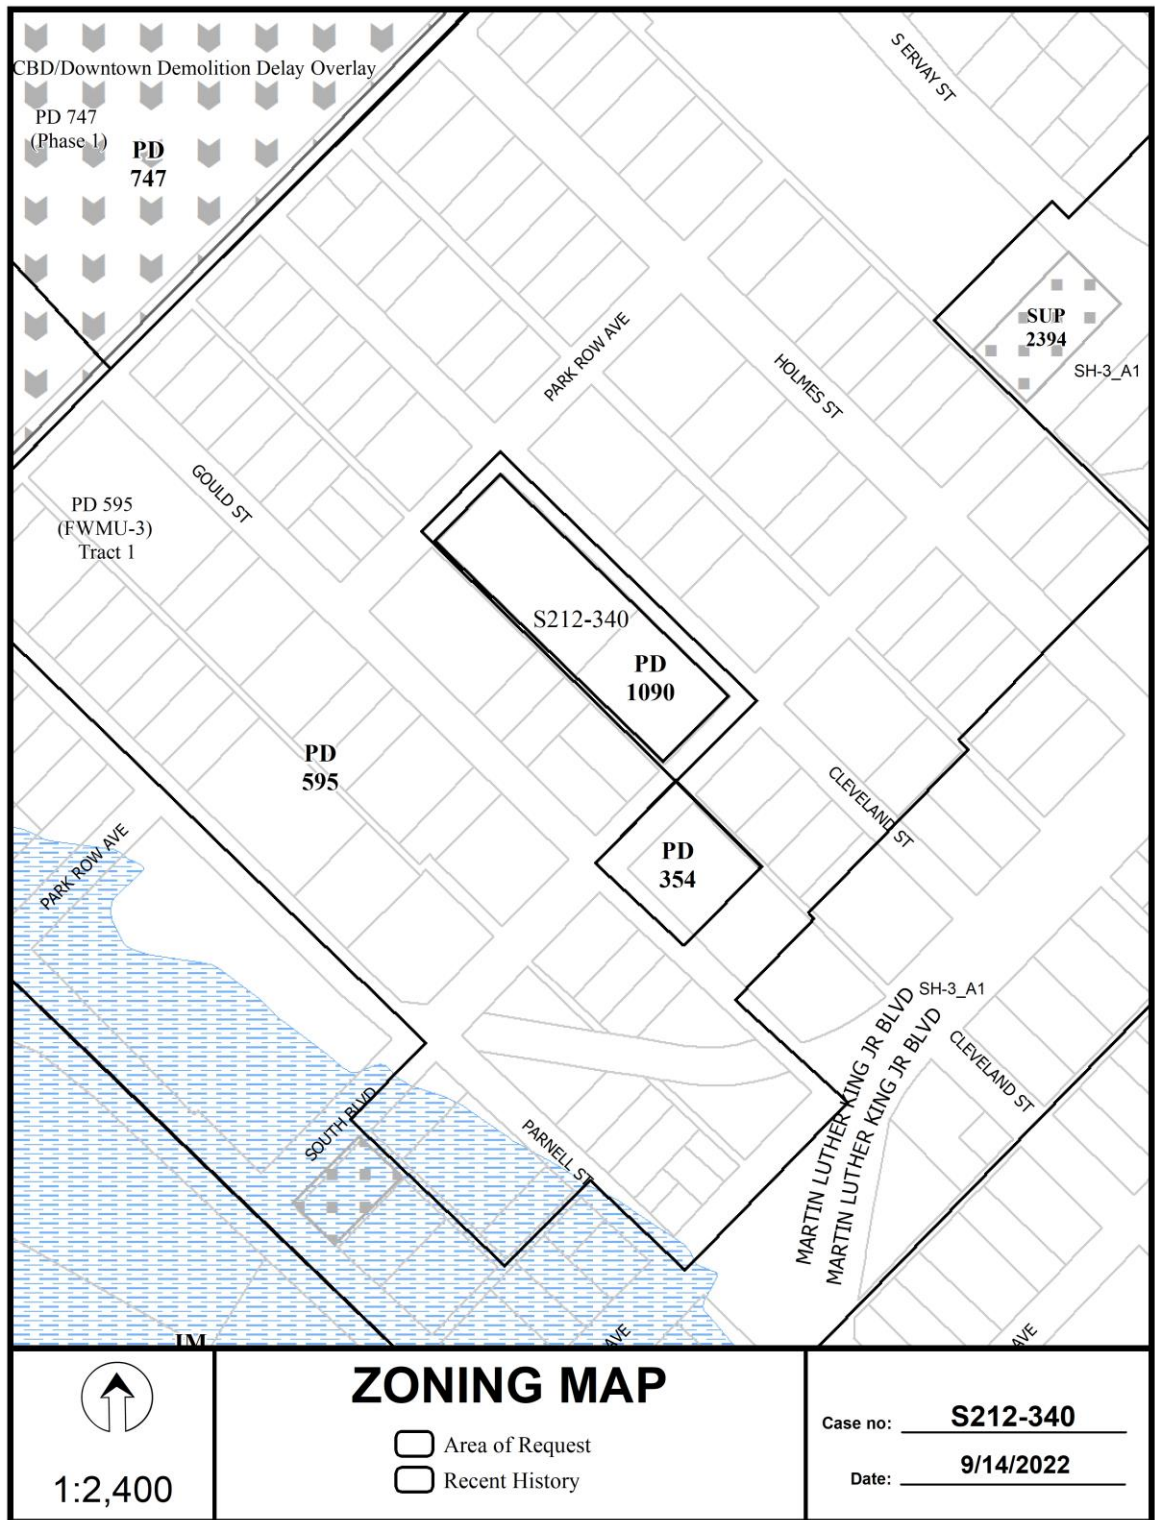 S ERVAY ST
CBD/Downtown Demolition Delay Overlay
PD 747
(Phase 1)
PD
747
SUP
2394
SH-3_A1
PARK ROW AVE
HOLMES ST
GOULD ST
PD 595
(FWMU-3)
Tract 1
S212-340
PD
1090
PD
595
CLEVELAND ST
PARK ROW AVE
PD
354
SH-3_A1
MARTIN LUTHER KING JR BLVD
MARTIN LUTHER KING JR BLVD
CLEVELAND ST
SOUTH BLVD
PARNELL ST
IM
AVE
AVE
1:2,400
ZONING MAP
Area of Request
Recent History
Case no: S212-340
Date: 9/14/2022